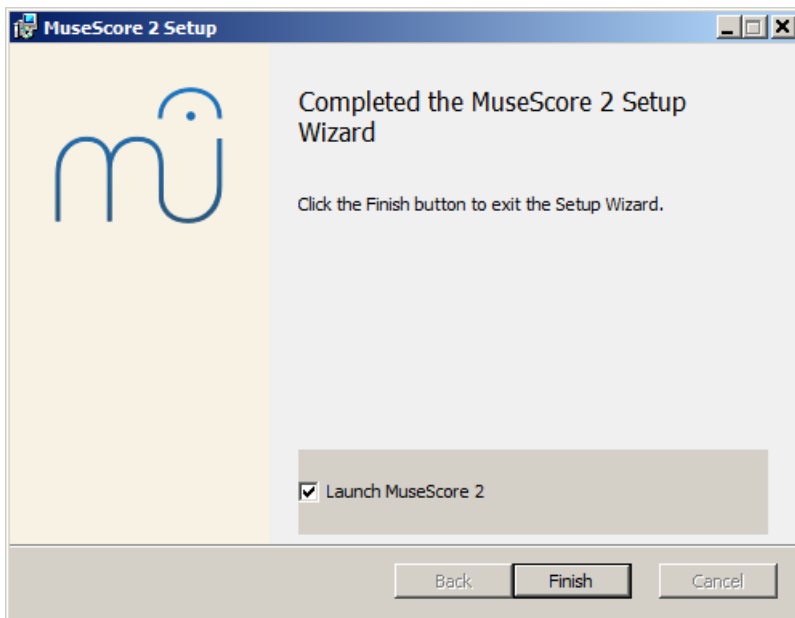 MuseScore 2 Setup
Completed the MuseScore 2 Setup
Wizard
Click the Finish button to exit the Setup Wizard.
Launch MuseScore 2
Back Finish Cancel